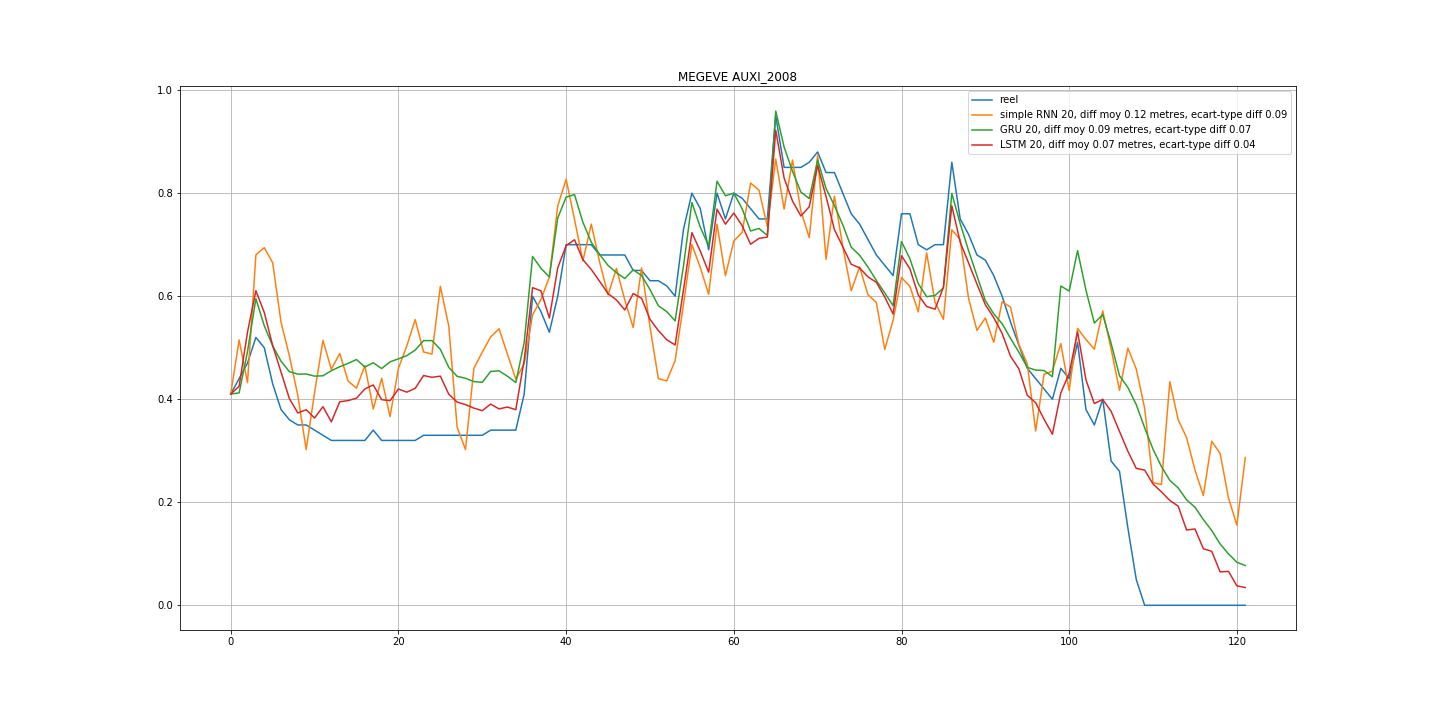 MEGEVE AUXI_2008
reel
simple RNN 20, diff moy 0.12 metres, ecart-type diff 0.09
GRU 20, diff moy 0.09 metres, ecart-type diff 0.07
LSTM 20, diff moy 0.07 metres, ecart-type diff 0.04
1.0
0.8
0.6
0.4
0.2
0.0
0 20 40 60 80 100 120